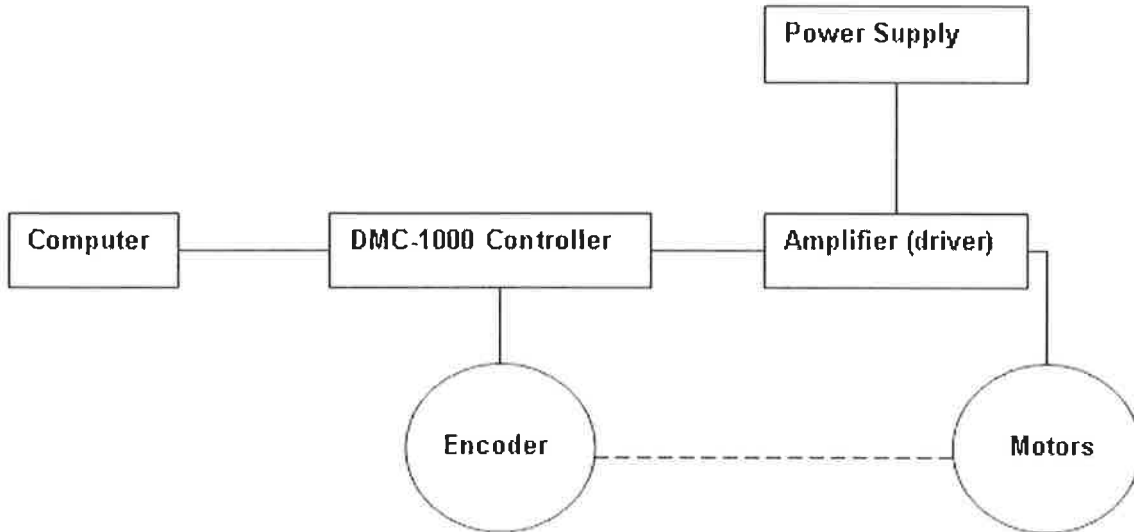 Power Supply
Computer
DMC-1000 Controller
Amplifier (driver)
Encoder
Motors